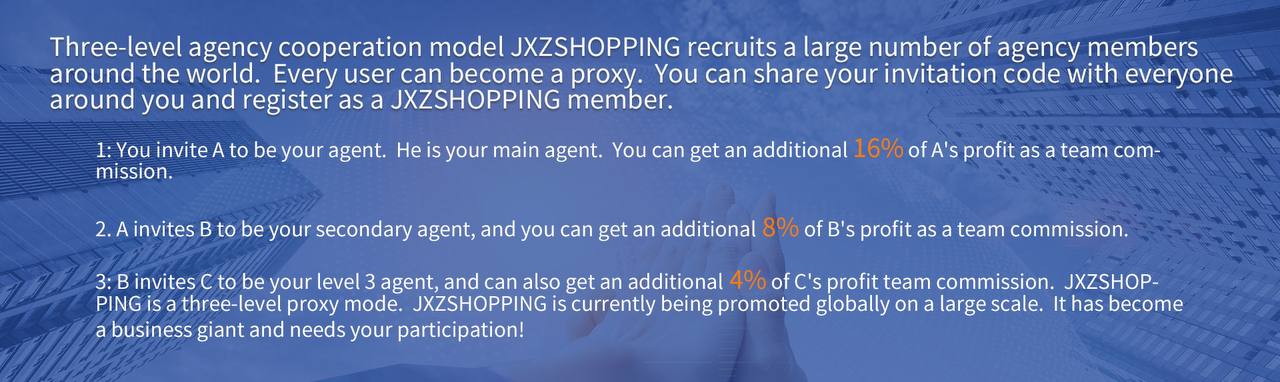 Three-level agency cooperation model JXZSHOPPING recruits a large number of agency members
around the world.  Every user can become a proxy.  You can share your invitation code with everyone
around you and register as a JXZSHOPPING member.
1: You invite A to be your agent.  He is your main agent.  You can get an additional 16% of A's profit as a team com-
mission.
2. A invites B to be your secondary agent, and you can get an additional 8% of B's profit as a team commission.
3: B invites C to be your level 3 agent, and can also get an additional 4% of C's profit team commission.  JXZSHOP-
PING is a three-level proxy mode.  JXZSHOPPING is currently being promoted globally on a large scale.  It has become
a business giant and needs your participation!